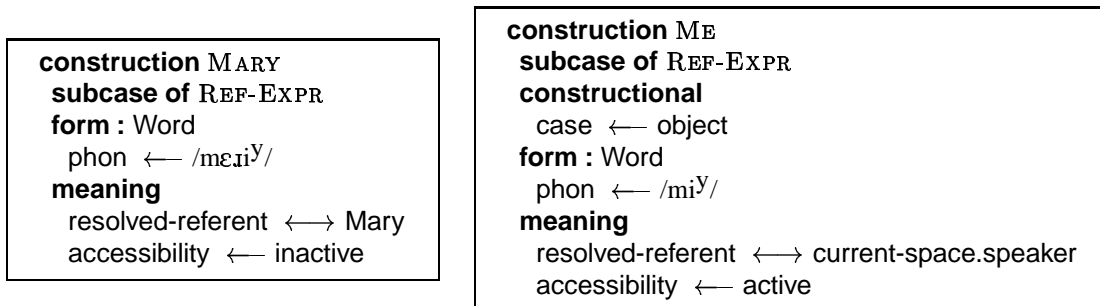 construction MARY
subcase of REF-EXPR
form : Word
phon ⟵ /mɛɹiʸ/
meaning
resolved-referent ⟷ Mary
accessibility ⟵ inactive
construction ME
subcase of REF-EXPR
constructional
case ⟵ object
form : Word
phon ⟵ /miʸ/
meaning
resolved-referent ⟷ current-space.speaker
accessibility ⟵ active